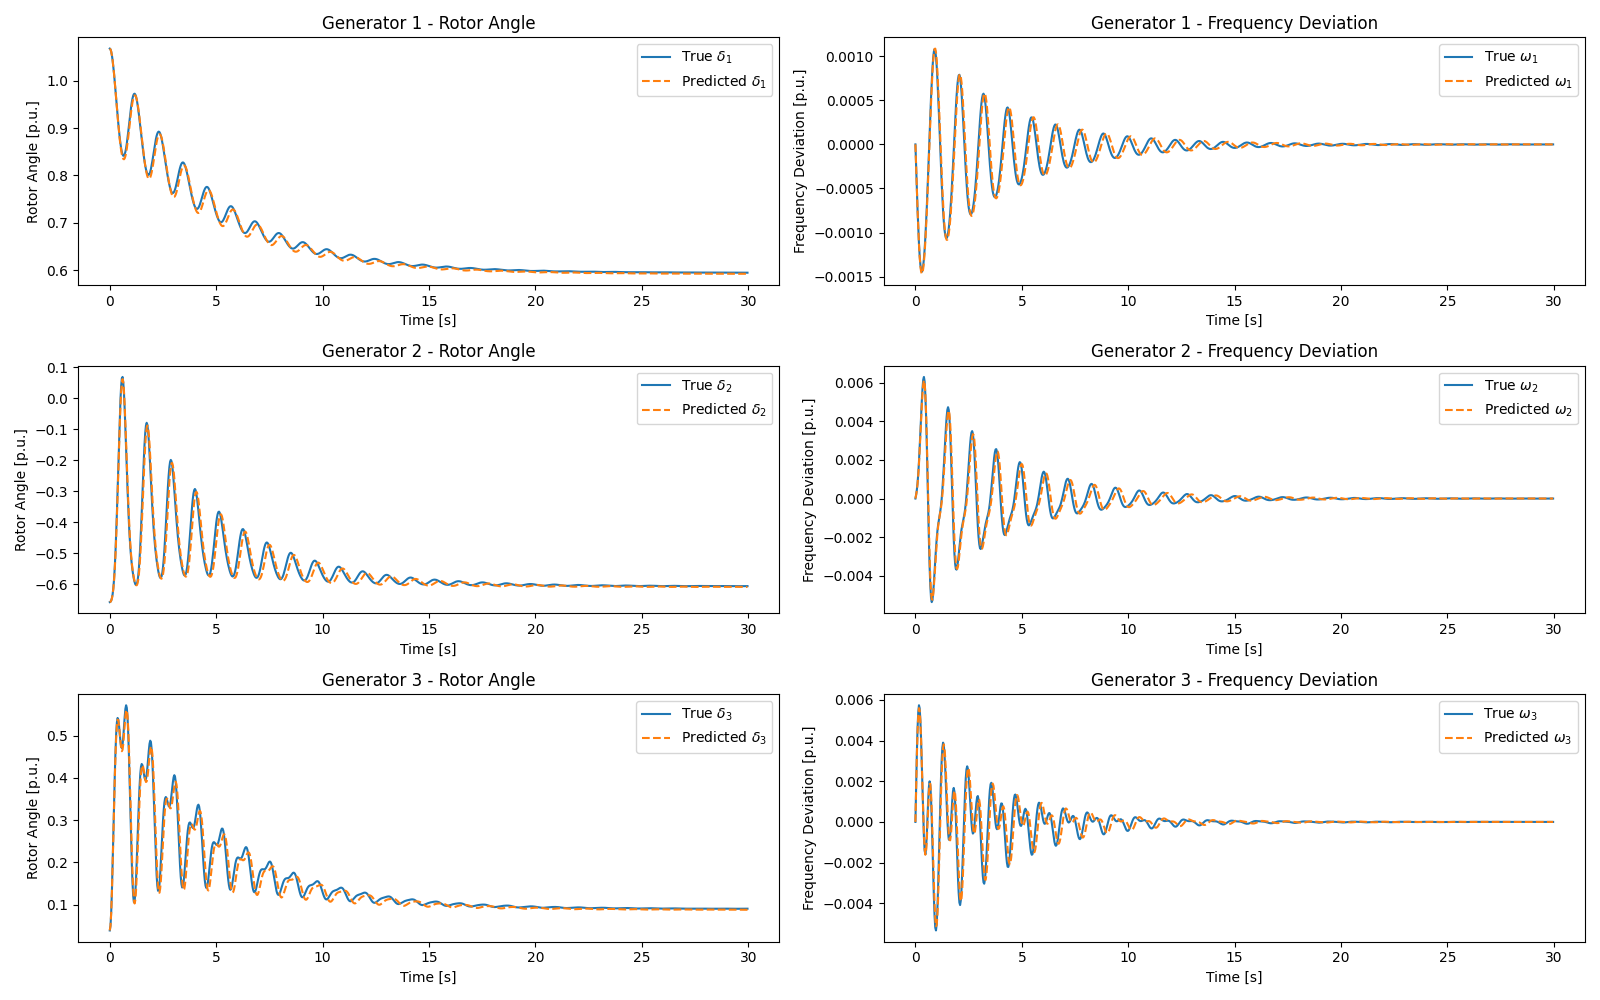 Generator 1 - Rotor Angle
Rotor Angle [p.u.]
1.0
0.9
0.8
0.7
0.6
True δ₁
Predicted δ₁
0 5 10 15 20 25 30
Time [s]
Generator 1 - Frequency Deviation
Frequency Deviation [p.u.]
0.0010
0.0005
0.0000
−0.0005
−0.0010
−0.0015
True ω₁
Predicted ω₁
0 5 10 15 20 25 30
Time [s]
Generator 2 - Rotor Angle
Rotor Angle [p.u.]
0.1
0.0
−0.1
−0.2
−0.3
−0.4
−0.5
−0.6
True δ₂
Predicted δ₂
0 5 10 15 20 25 30
Time [s]
Generator 2 - Frequency Deviation
Frequency Deviation [p.u.]
0.006
0.004
0.002
0.000
−0.002
−0.004
True ω₂
Predicted ω₂
0 5 10 15 20 25 30
Time [s]
Generator 3 - Rotor Angle
Rotor Angle [p.u.]
0.5
0.4
0.3
0.2
0.1
True δ₃
Predicted δ₃
0 5 10 15 20 25 30
Time [s]
Generator 3 - Frequency Deviation
Frequency Deviation [p.u.]
0.006
0.004
0.002
0.000
−0.002
−0.004
True ω₃
Predicted ω₃
0 5 10 15 20 25 30
Time [s]